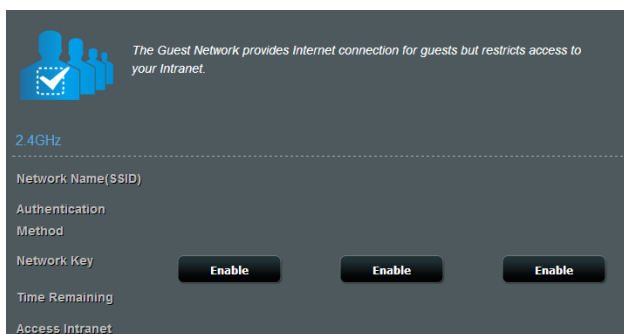 The Guest Network provides Internet connection for guests but restricts access to
your Intranet.
2.4GHz
Network Name(SSID)
Authentication
Method
Network Key
Enable Enable Enable
Time Remaining
Access Intranet